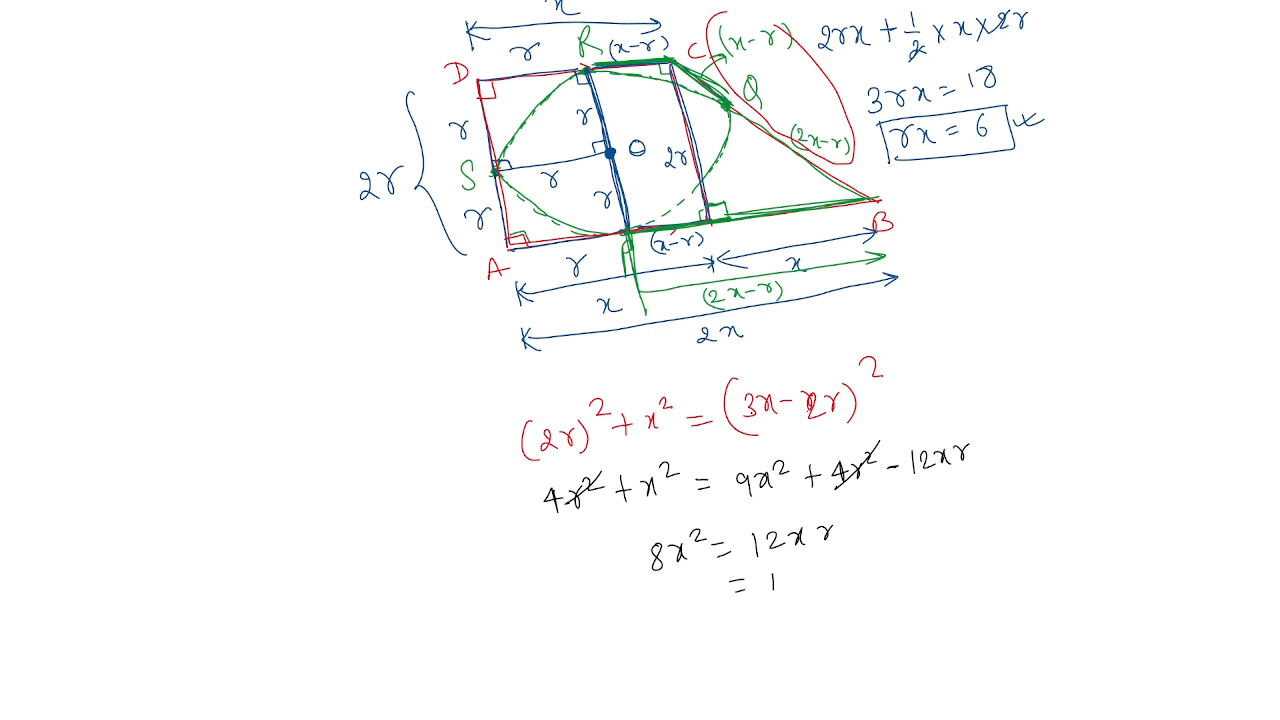 x
r
R
(x-r)
C
(x-r)
2rx + 1/2 × x × 2r
D
Q
3rx = 18
r
r
(2x-r)
rx = 6
O
2r
2r
S
r
r
r
B
(x-r)
A
r
x
(2x-r)
x
2x
(2r)² + x² = (3x - 2r)²
4r² + x² = 9x² + 4r² - 12xr
8x² = 12xr
= 1